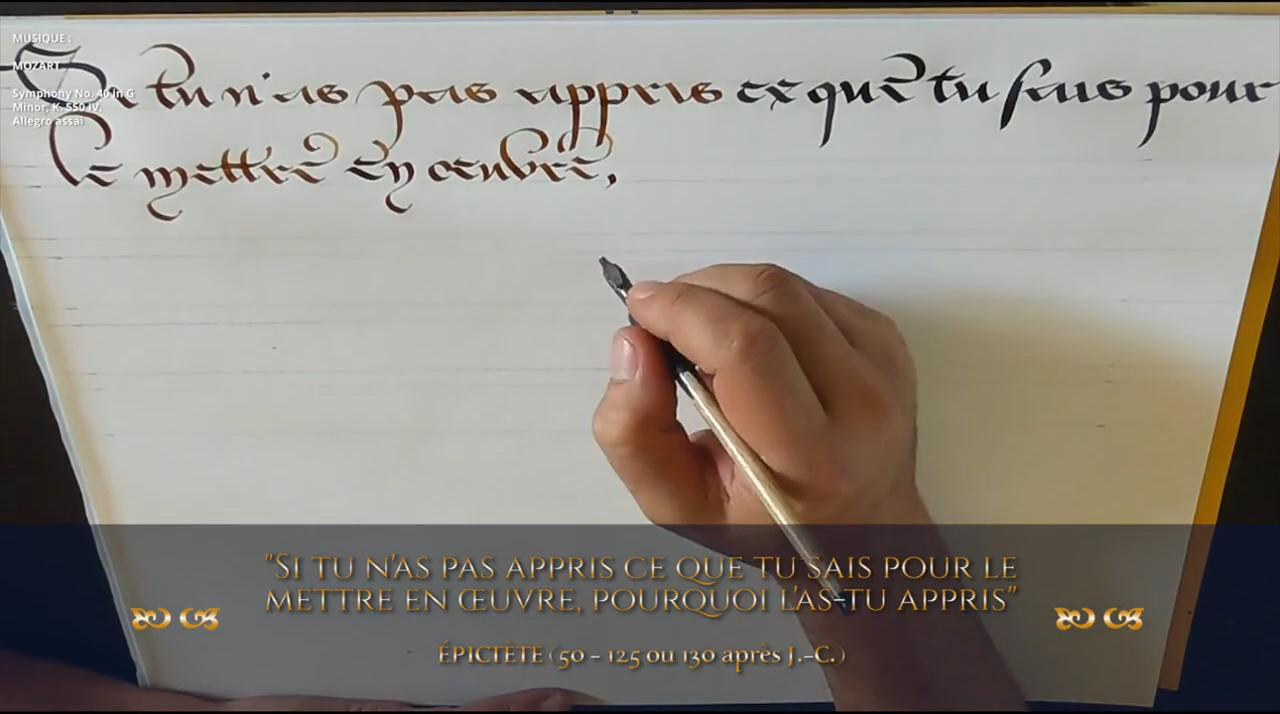 MUSIQUE :
MOZART
Symphony No. 40 in G
Minor, K. 550 IV.
Allegro assai
Si tu n'as pas appris ce que tu sais pour
le mettre en œuvre,
"Si tu n'as pas appris ce que tu sais pour le
mettre en œuvre, pourquoi l'as-tu appris"
Épictète (50 – 125 ou 130 après J.-C.)